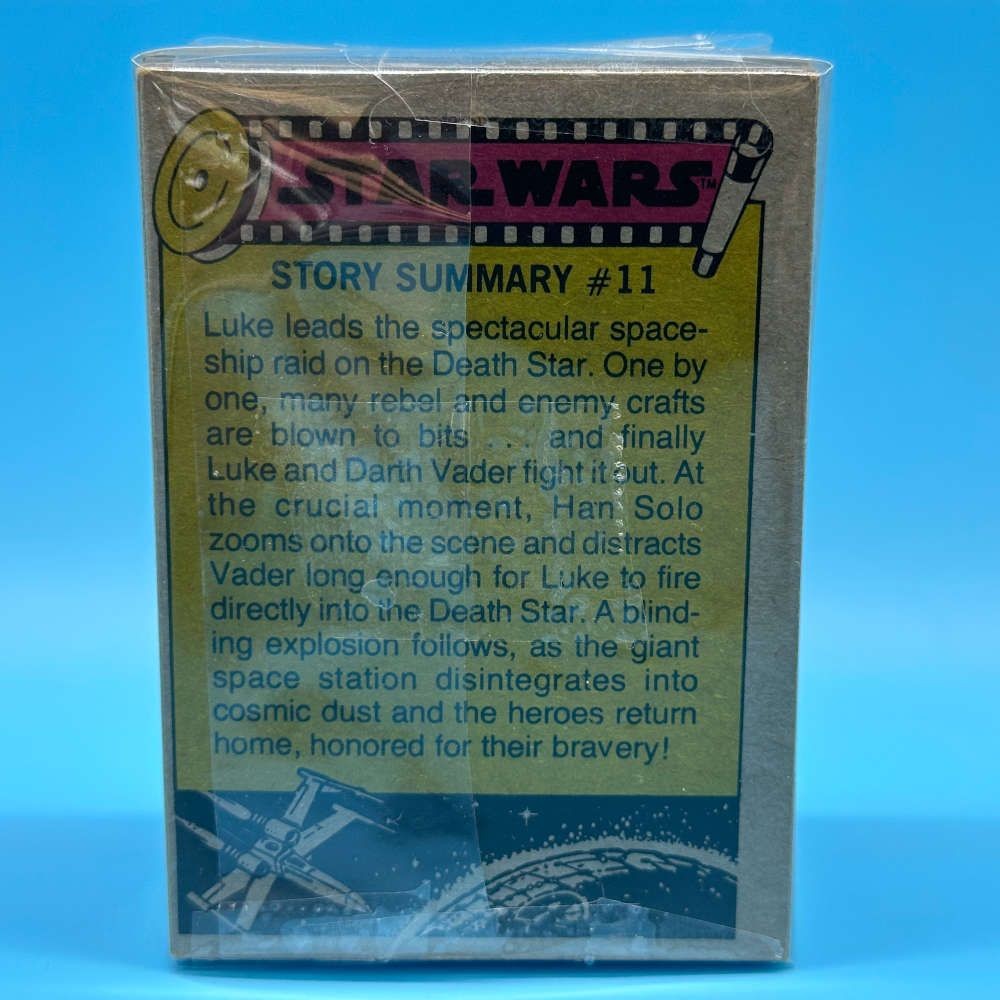 STAR WARS™
STORY SUMMARY #11
Luke leads the spectacular space-
ship raid on the Death Star. One by
one, many rebel and enemy crafts
are blown to bits . . . and finally
Luke and Darth Vader fight it out. At
the crucial moment, Han Solo
zooms onto the scene and distracts
Vader long enough for Luke to fire
directly into the Death Star. A blind-
ing explosion follows, as the giant
space station disintegrates into
cosmic dust and the heroes return
home, honored for their bravery!